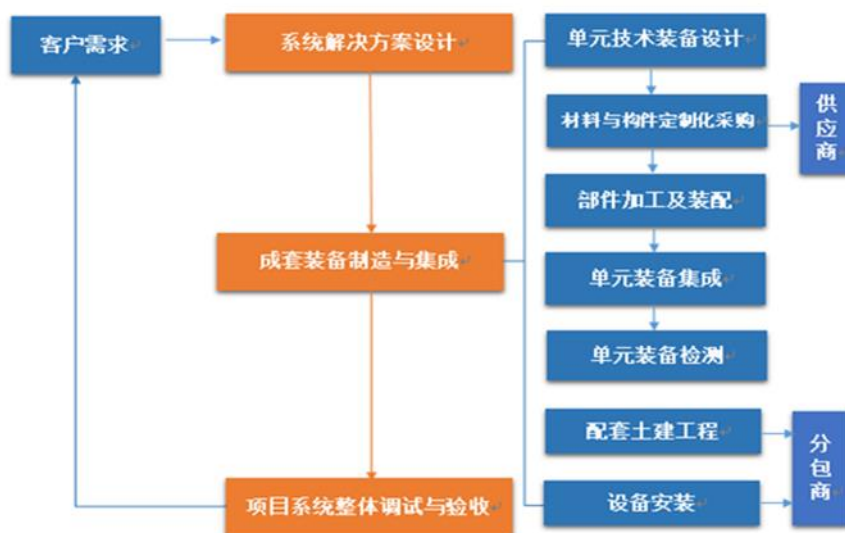 客户需求
系统解决方案设计
单元技术装备设计
材料与构件定制化采购
供应商
部件加工及装配
成套装备制造与集成
单元装备集成
单元装备检测
配套土建工程
分包商
项目系统整体调试与验收
设备安装